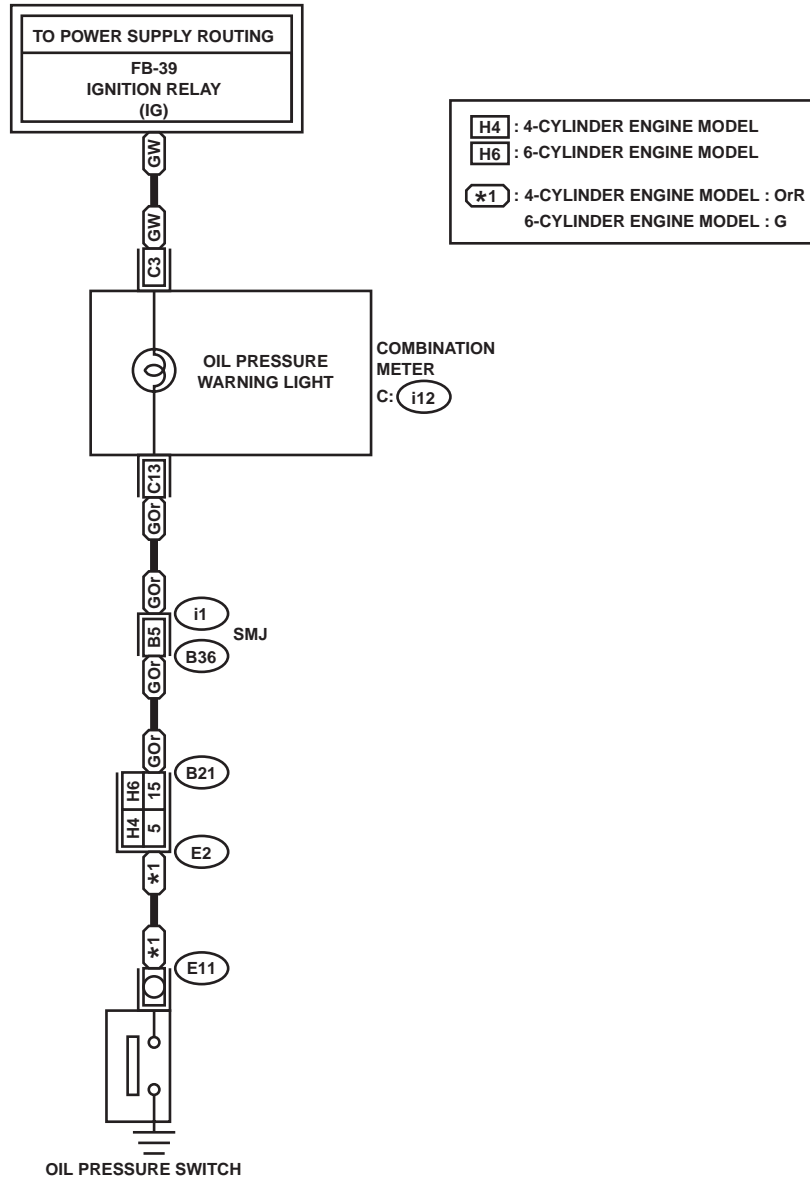 TO POWER SUPPLY ROUTING
FB-39
IGNITION RELAY
(IG)
GW
GW
C3
H4 : 4-CYLINDER ENGINE MODEL
H6 : 6-CYLINDER ENGINE MODEL
*1 : 4-CYLINDER ENGINE MODEL : OrR
6-CYLINDER ENGINE MODEL : G
OIL PRESSURE
WARNING LIGHT
COMBINATION
METER
C: i12
C13
GOr
GOr
i1
B5
SMJ
B36
GOr
GOr
B21
H6 15
H4 5
E2
*1
*1
E11
OIL PRESSURE SWITCH